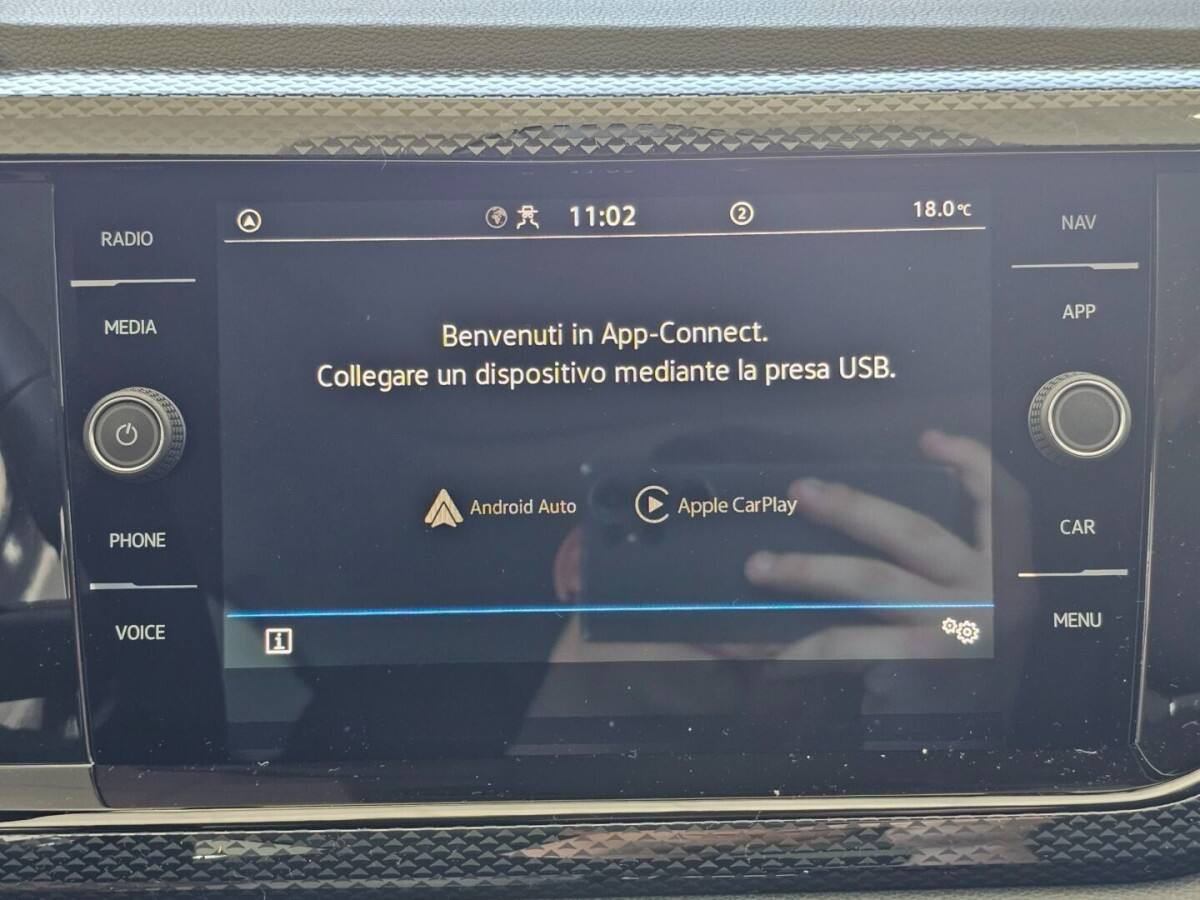 11:02
2
18.0°C
RADIO
MEDIA
PHONE
VOICE
Benvenuti in App-Connect.
Collegare un dispositivo mediante la presa USB.
Android Auto
Apple CarPlay
i
NAV
APP
CAR
MENU